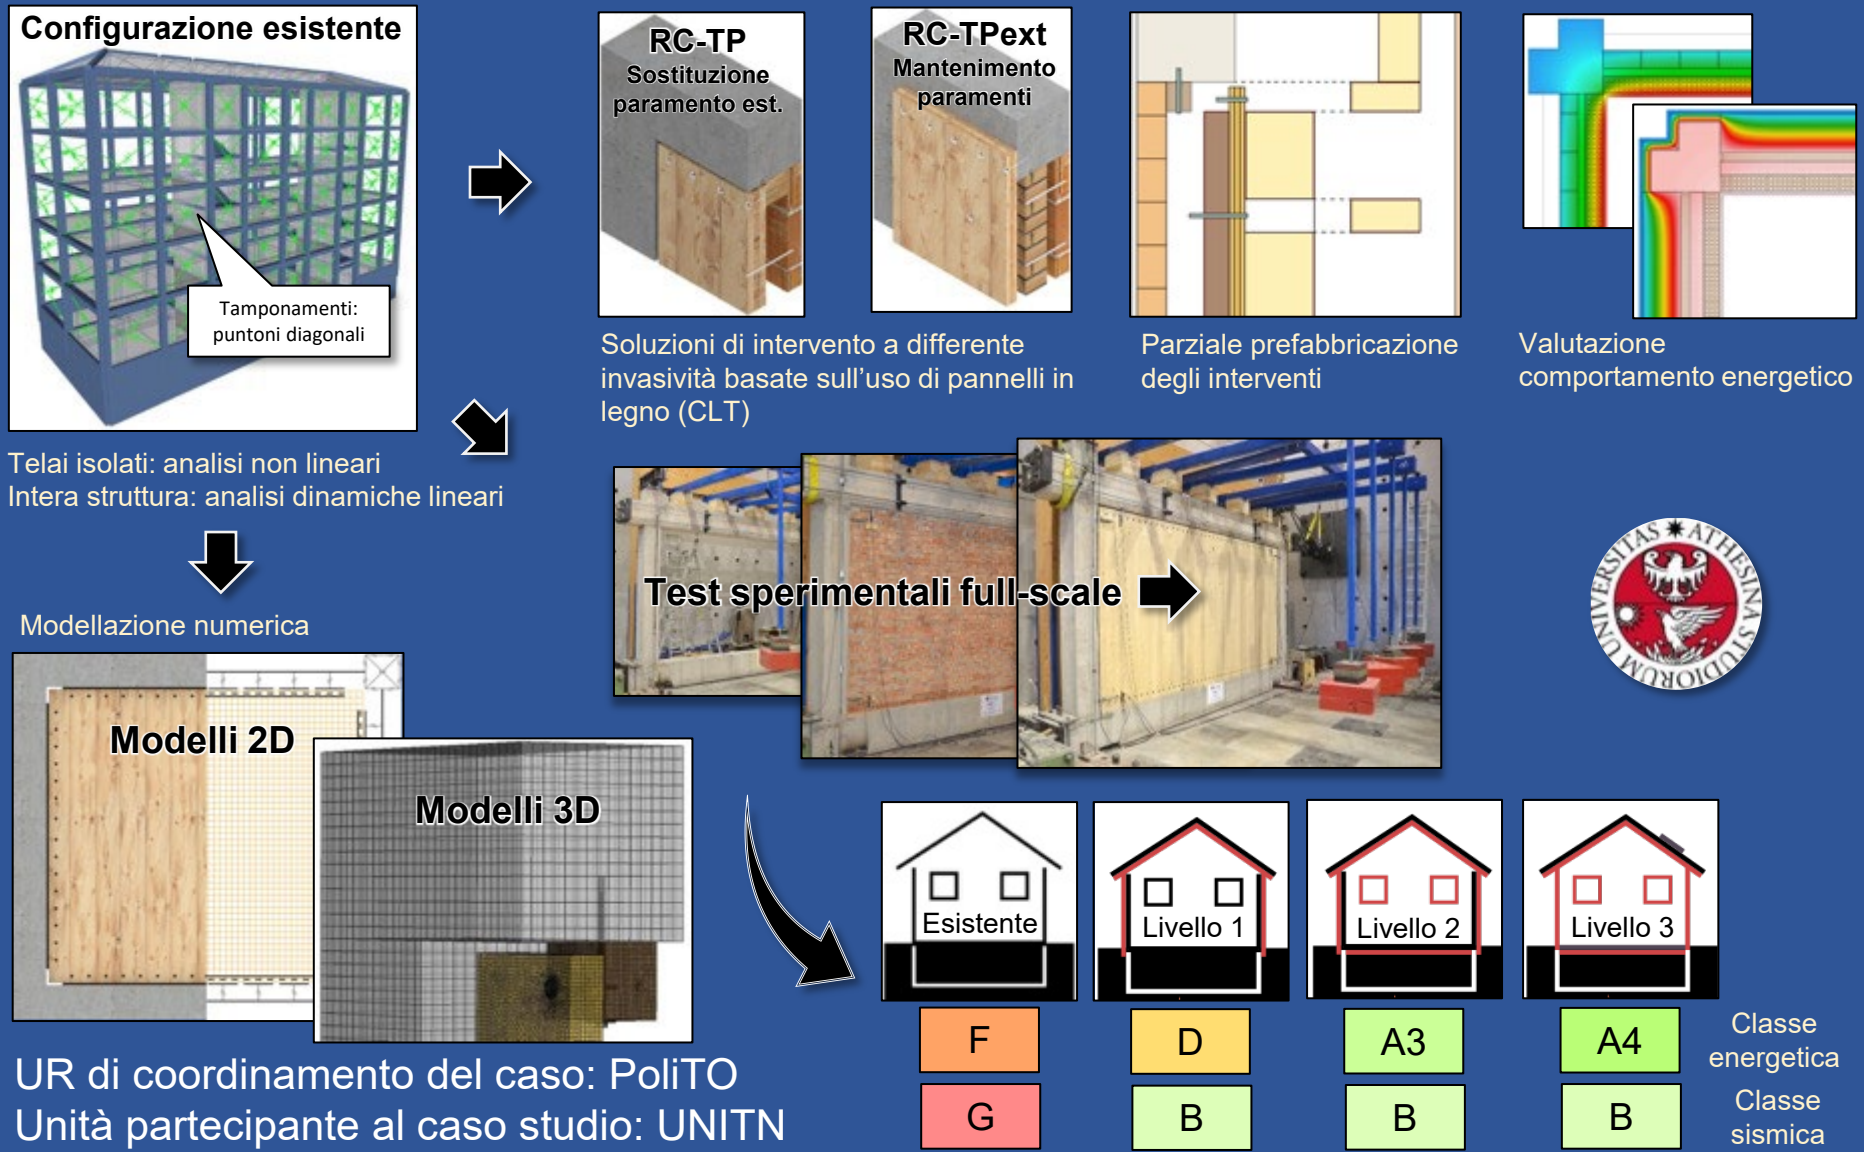 Configurazione esistente
Tamponamenti:
puntoni diagonali
RC-TP
Sostituzione
paramento est.
RC-TPext
Mantenimento
paramenti
Soluzioni di intervento a differente
invasività basate sull'uso di pannelli in
legno (CLT)
Parziale prefabbricazione
degli interventi
Valutazione
comportamento energetico
Telai isolati: analisi non lineari
Intera struttura: analisi dinamiche lineari
Test sperimentali full-scale
UNIVERSITAS ATHESINA STUDIORUM
Modellazione numerica
Modelli 2D
Modelli 3D
Esistente
Livello 1
Livello 2
Livello 3
F
D
A3
A4
Classe
energetica
G
B
B
B
Classe
sismica
UR di coordinamento del caso: PoliTO
Unità partecipante al caso studio: UNITN